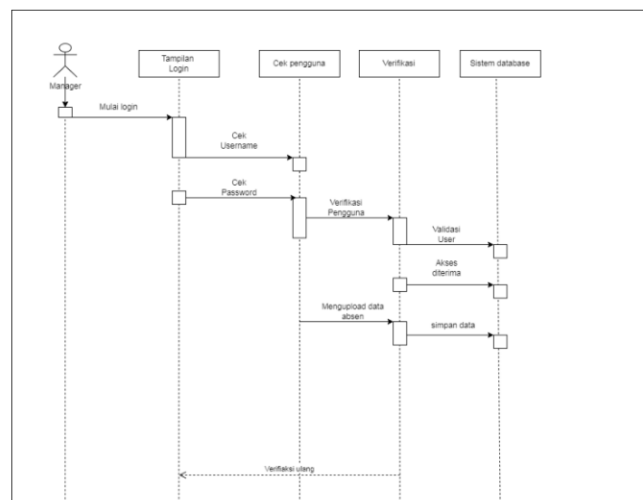 Tampilan
Login
Cek pengguna
Verifikasi
Sistem database
Manager
Mulai login
Cek
Username
Cek
Password
Verifikasi
Pengguna
Validasi
User
Akses
diterima
Mengupload data
absen
simpan data
Verifiaksi ulang